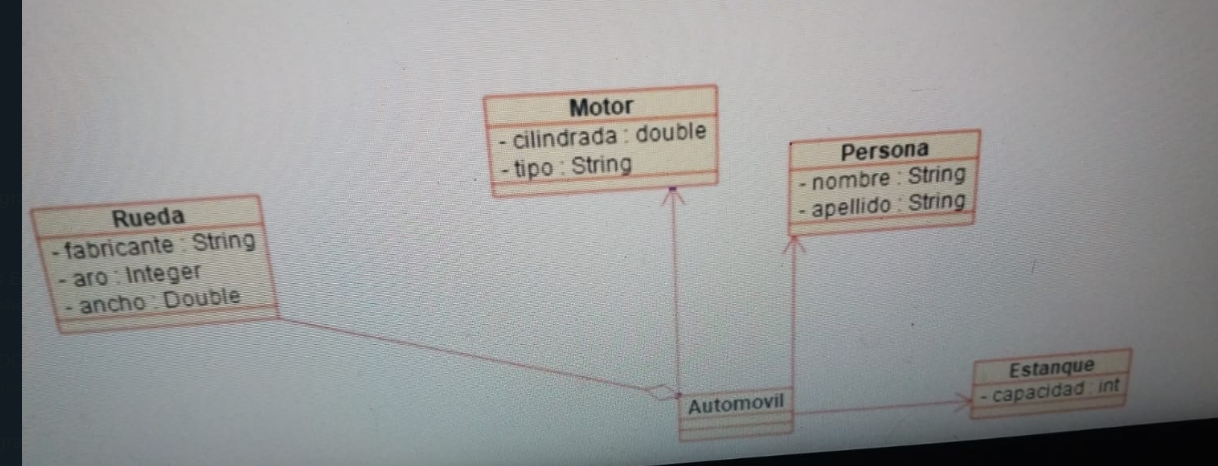 Motor
- cilindrada : double
- tipo : String
Persona
- nombre : String
- apellido : String
Rueda
- fabricante : String
- aro : Integer
- ancho : Double
Automovil
Estanque
- capacidad : int